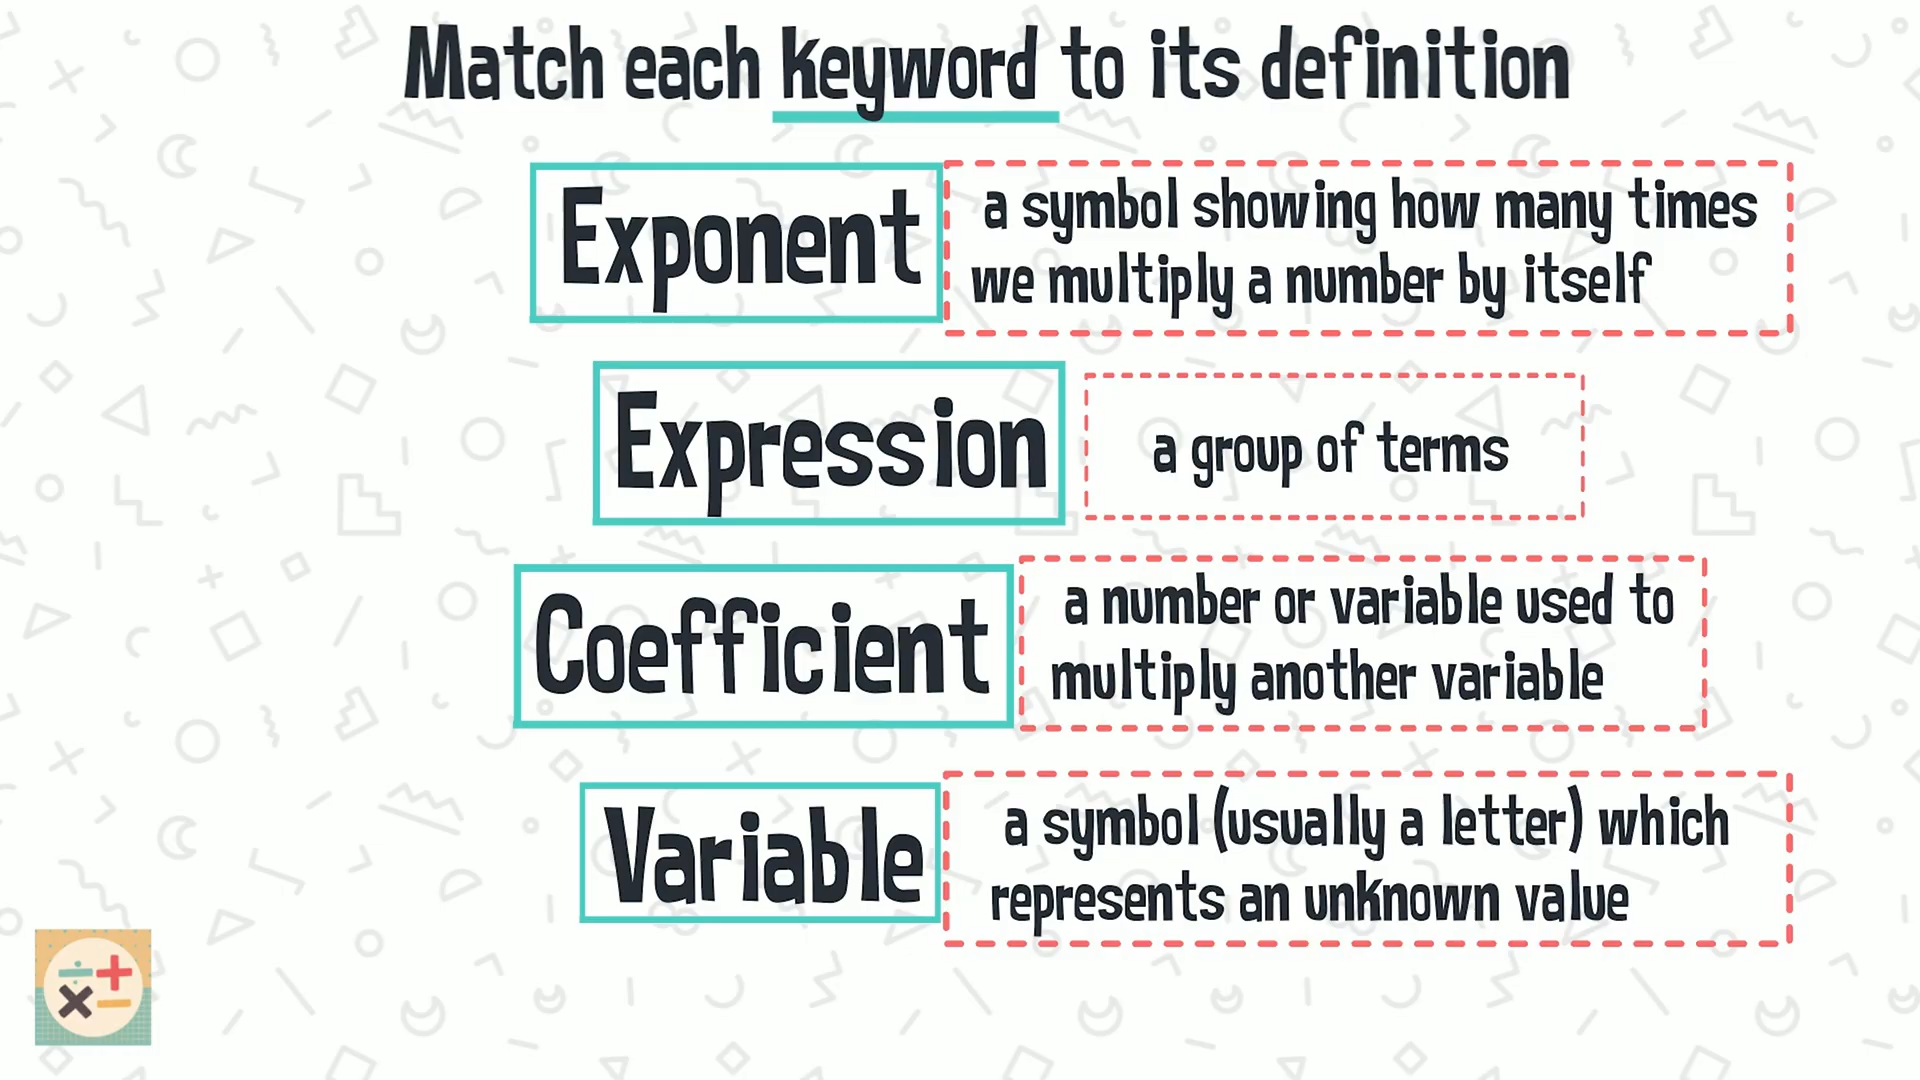 Match each keyword to its definition
Exponent
a symbol showing how many times
we multiply a number by itself
Expression
a group of terms
Coefficient
a number or variable used to
multiply another variable
Variable
a symbol (usually a letter) which
represents an unknown value